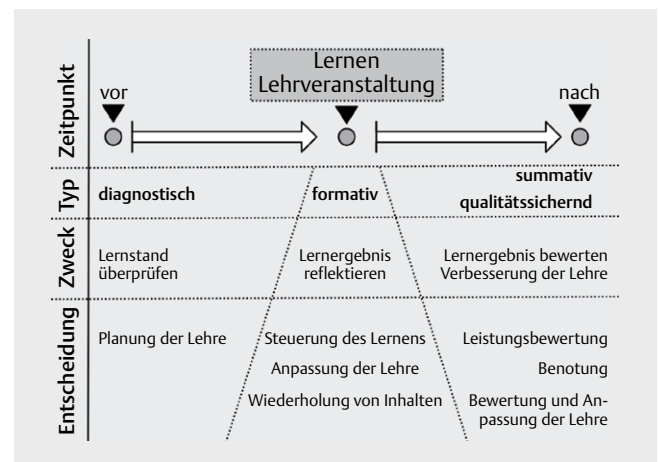 Lernen
Lehrveranstaltung
Zeitpunkt
vor
nach
Typ
diagnostisch
formativ
summativ
qualitätssichernd
Zweck
Lernstand
überprüfen
Lernergebnis
reflektieren
Lernergebnis bewerten
Verbesserung der Lehre
Entscheidung
Planung der Lehre
Steuerung des Lernens
Anpassung der Lehre
Wiederholung von Inhalten
Leistungsbewertung
Benotung
Bewertung und An-
passung der Lehre